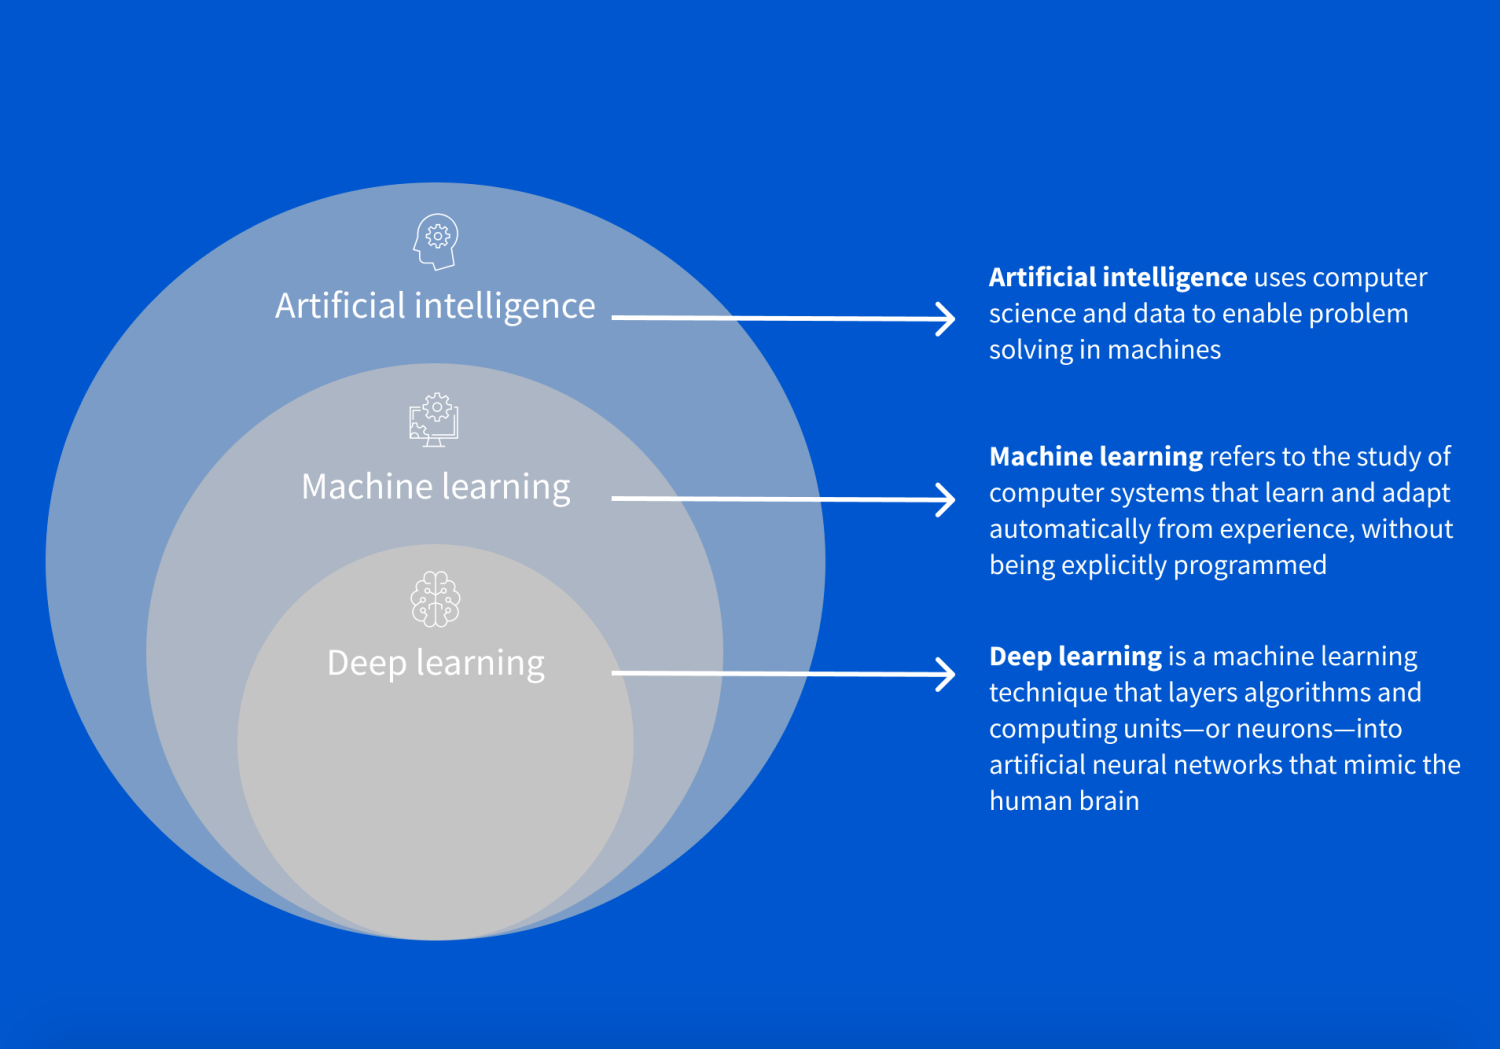 Artificial intelligence
Artificial intelligence uses computer
science and data to enable problem
solving in machines
Machine learning
Machine learning refers to the study of
computer systems that learn and adapt
automatically from experience, without
being explicitly programmed
Deep learning
Deep learning is a machine learning
technique that layers algorithms and
computing units—or neurons—into
artificial neural networks that mimic the
human brain